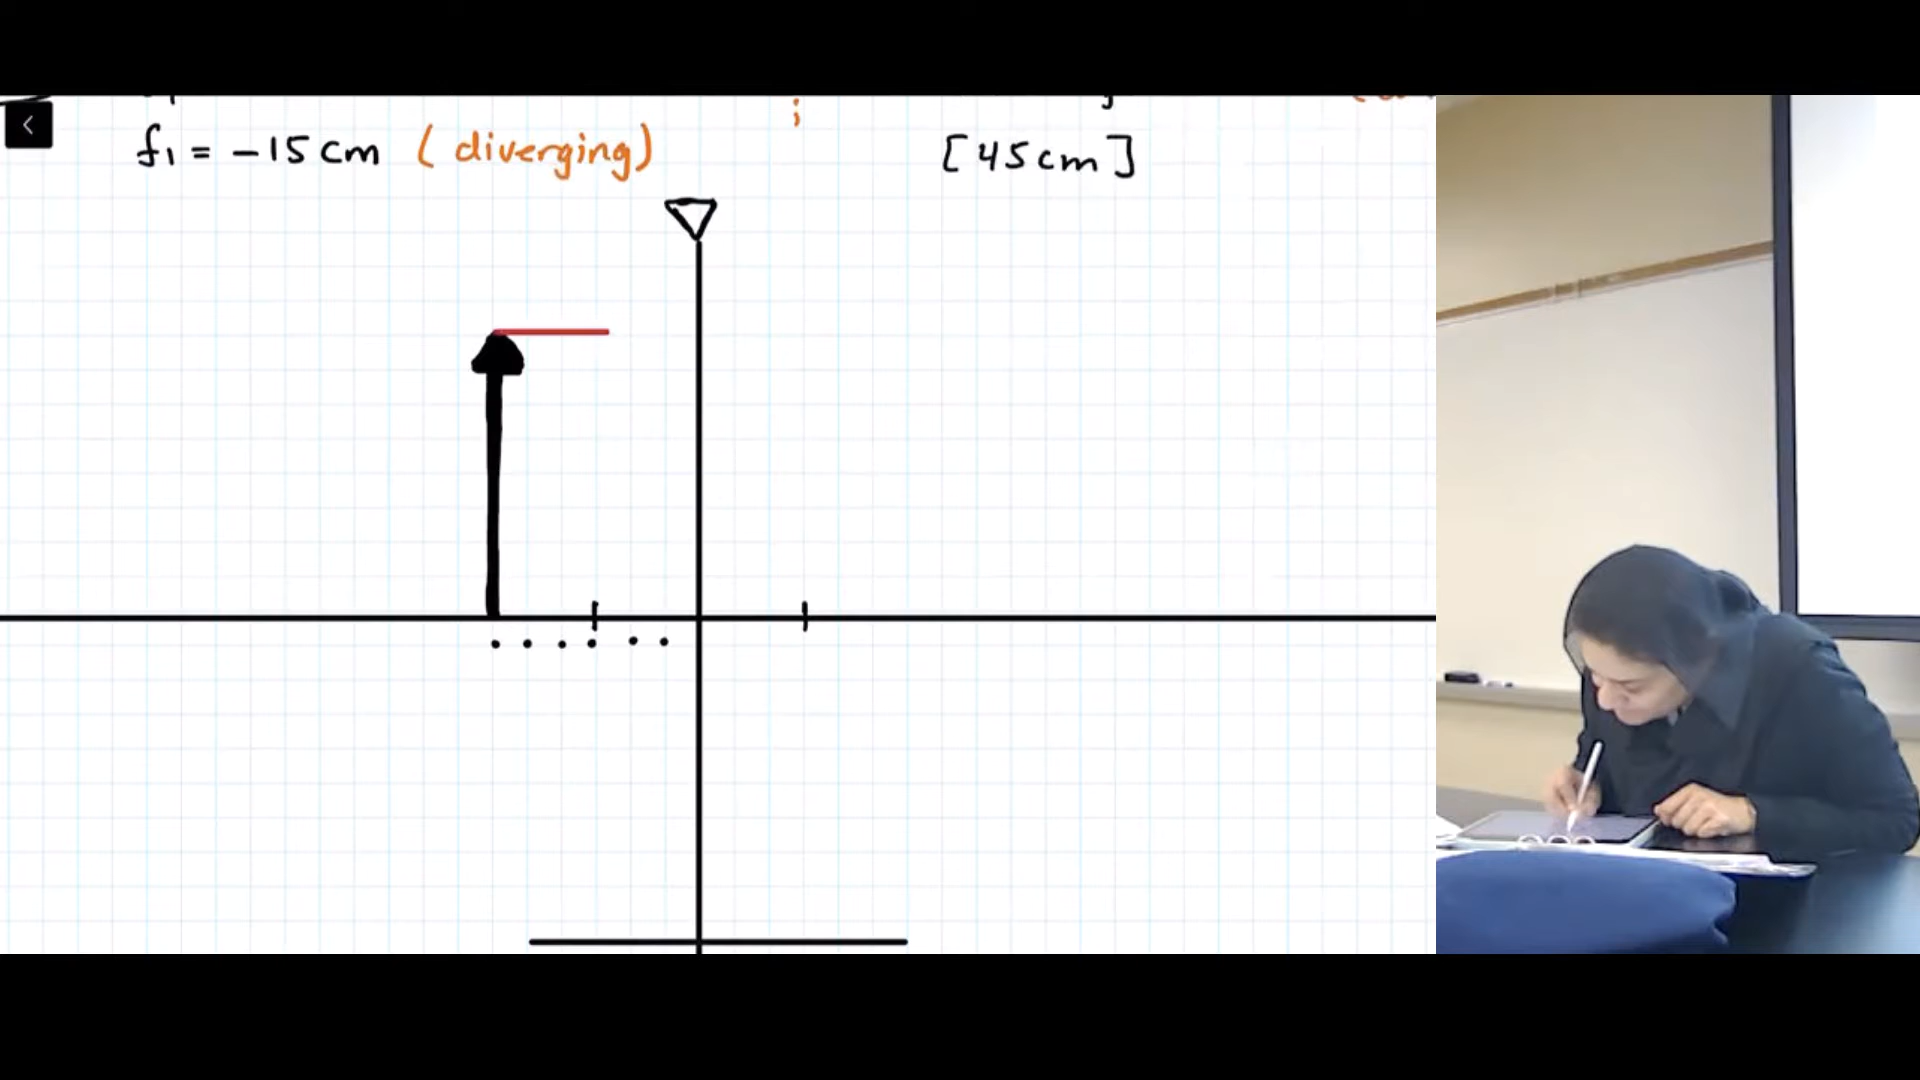 f1 = -15 cm (diverging)
[45cm]